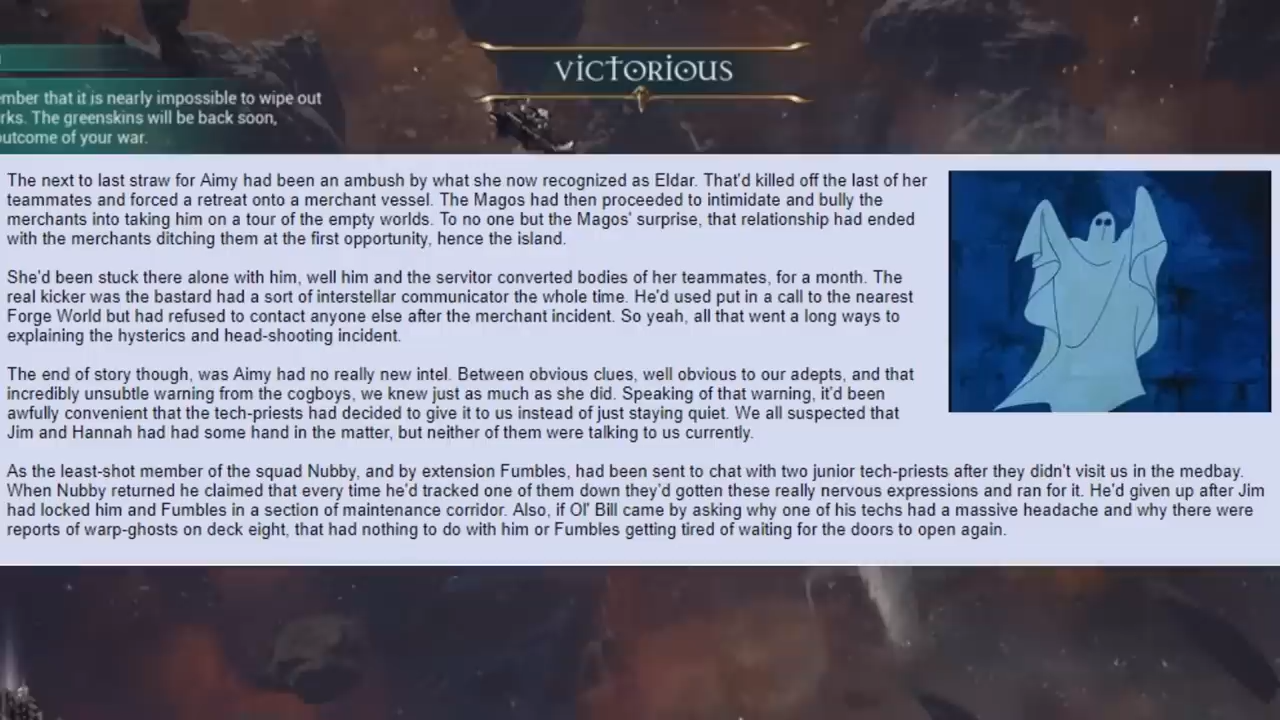 VICTORIOUS
mber that it is nearly impossible to wipe out
rks. The greenskins will be back soon,
outcome of your war.
The next to last straw for Aimy had been an ambush by what she now recognized as Eldar. That'd killed off the last of her
teammates and forced a retreat onto a merchant vessel. The Magos had then proceeded to intimidate and bully the
merchants into taking him on a tour of the empty worlds. To no one but the Magos' surprise, that relationship had ended
with the merchants ditching them at the first opportunity, hence the island.
She'd been stuck there alone with him, well him and the servitor converted bodies of her teammates, for a month. The
real kicker was the bastard had a sort of interstellar communicator the whole time. He'd used put in a call to the nearest
Forge World but had refused to contact anyone else after the merchant incident. So yeah, all that went a long ways to
explaining the hysterics and head-shooting incident.
The end of story though, was Aimy had no really new intel. Between obvious clues, well obvious to our adepts, and that
incredibly unsubtle warning from the cogboys, we knew just as much as she did. Speaking of that warning, it'd been
awfully convenient that the tech-priests had decided to give it to us instead of just staying quiet. We all suspected that
Jim and Hannah had had some hand in the matter, but neither of them were talking to us currently.
As the least-shot member of the squad Nubby, and by extension Fumbles, had been sent to chat with two junior tech-priests after they didn't visit us in the medbay.
When Nubby returned he claimed that every time he'd tracked one of them down they'd gotten these really nervous expressions and ran for it. He'd given up after Jim
had locked him and Fumbles in a section of maintenance corridor. Also, if Ol' Bill came by asking why one of his techs had a massive headache and why there were
reports of warp-ghosts on deck eight, that had nothing to do with him or Fumbles getting tired of waiting for the doors to open again.